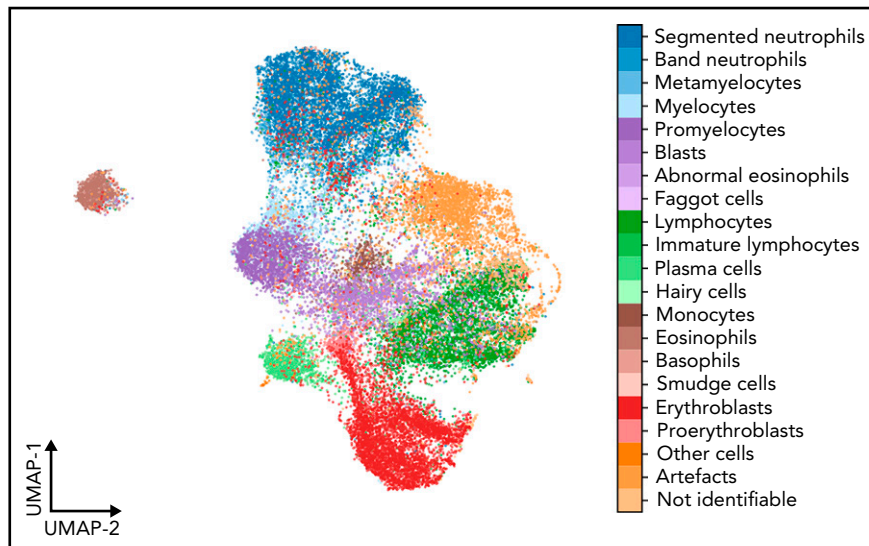 Segmented neutrophils
Band neutrophils
Metamyelocytes
Myelocytes
Promyelocytes
Blasts
Abnormal eosinophils
Faggot cells
Lymphocytes
Immature lymphocytes
Plasma cells
Hairy cells
Monocytes
Eosinophils
Basophils
Smudge cells
Erythroblasts
Proerythroblasts
Other cells
Artefacts
Not identifiable
UMAP-1
UMAP-2